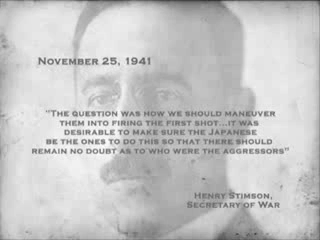 November 25, 1941
"The question was how we should maneuver
them into firing the first shot...it was
desirable to make sure the Japanese
be the ones to do this so that there should
remain no doubt as to who were the aggressors"
Henry Stimson,
Secretary of War